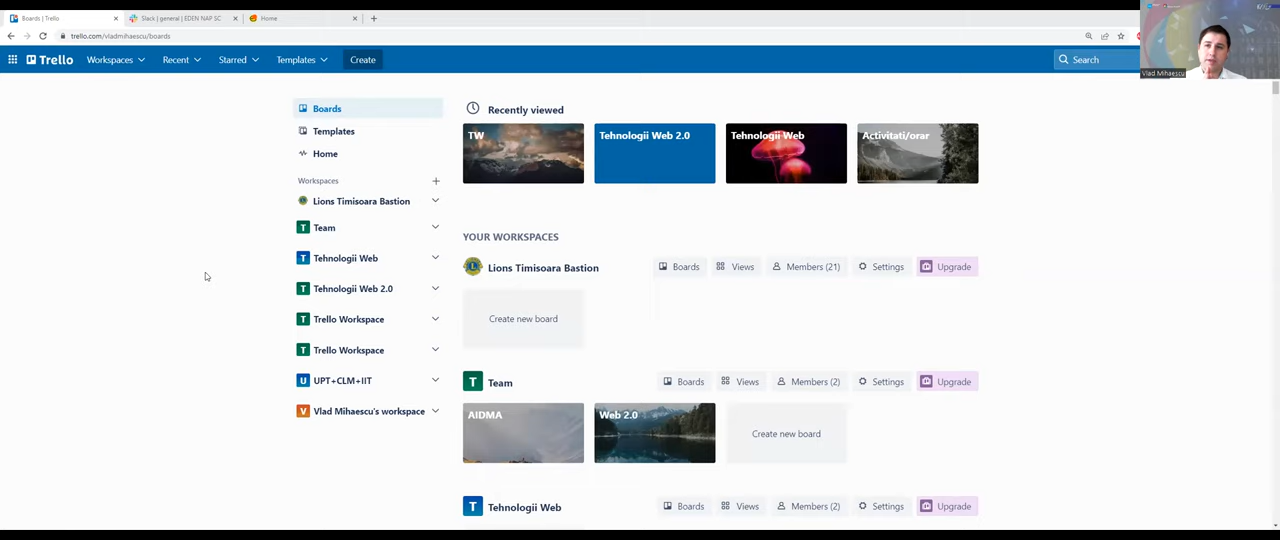 Boards | Trello
Slack | general | EDEN NAP SC
Home
trello.com/vladmihaescu/boards
Trello
Workspaces
Recent
Starred
Templates
Create
Search
Vlad Mihaescu
Boards
Templates
Home
Workspaces
Lions Timisoara Bastion
T Team
T Tehnologii Web
T Tehnologii Web 2.0
T Trello Workspace
T Trello Workspace
U UPT+CLM+IIT
V Vlad Mihaescu's workspace
Recently viewed
TW
Tehnologii Web 2.0
Tehnologii Web
Activitati/orar
YOUR WORKSPACES
Lions Timisoara Bastion
Boards
Views
Members (21)
Settings
Upgrade
Create new board
T Team
Boards
Views
Members (2)
Settings
Upgrade
AIDMA
Web 2.0
Create new board
T Tehnologii Web
Boards
Views
Members (2)
Settings
Upgrade